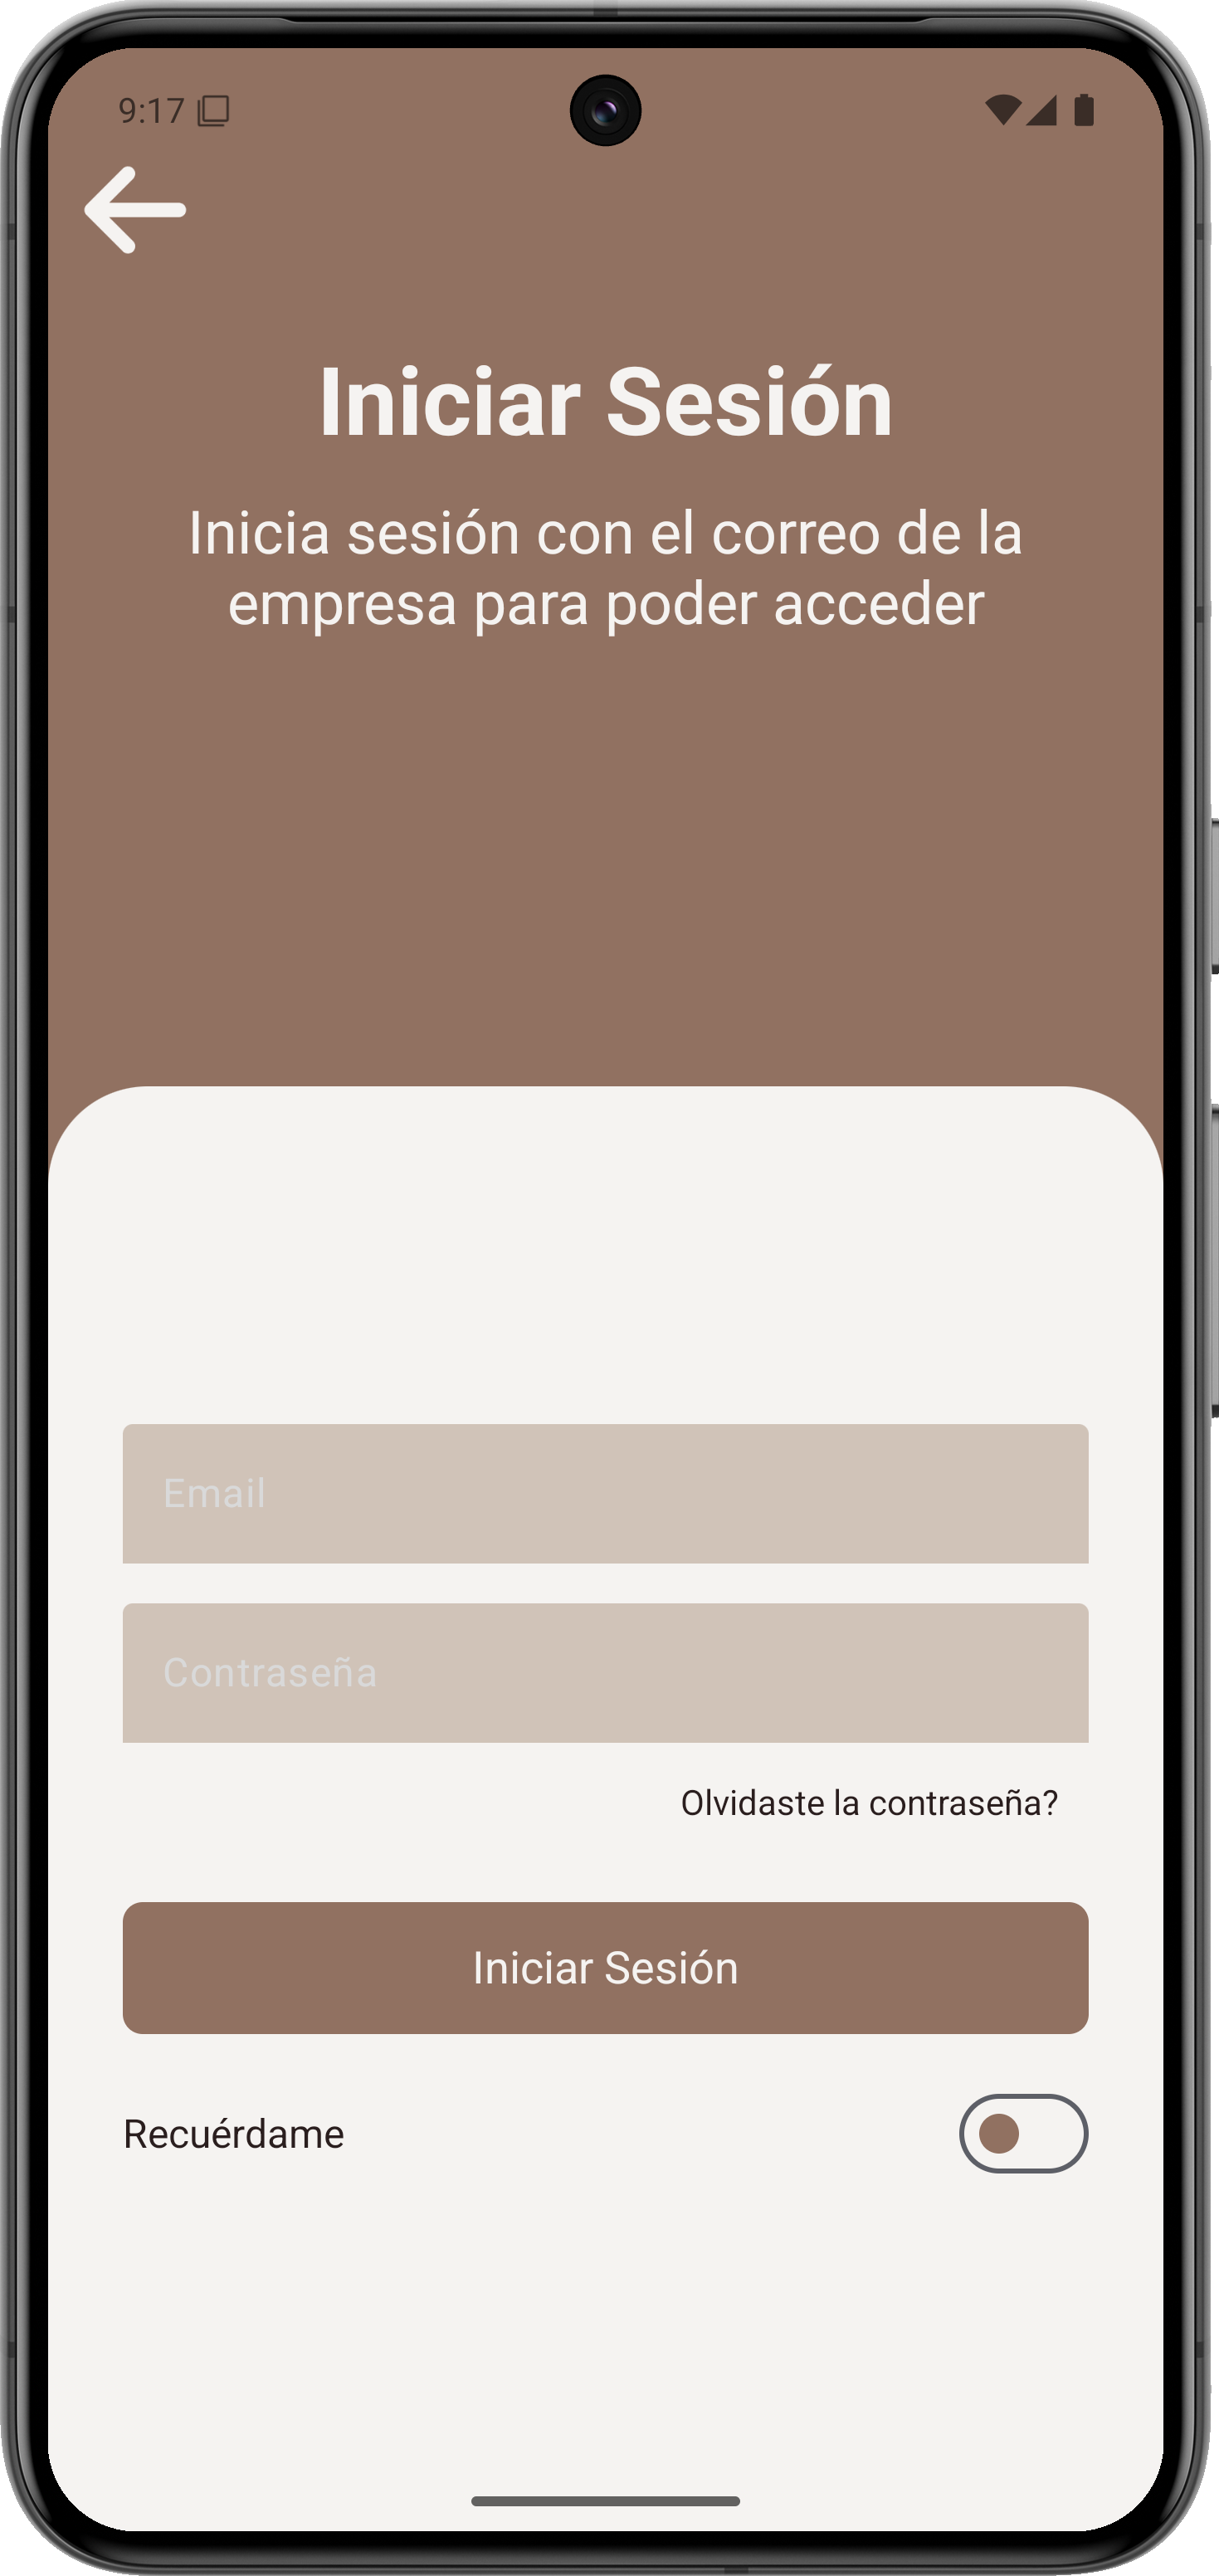 9:17
Iniciar Sesión
Inicia sesión con el correo de la
empresa para poder acceder
Email
Contraseña
Olvidaste la contraseña?
Iniciar Sesión
Recuérdame